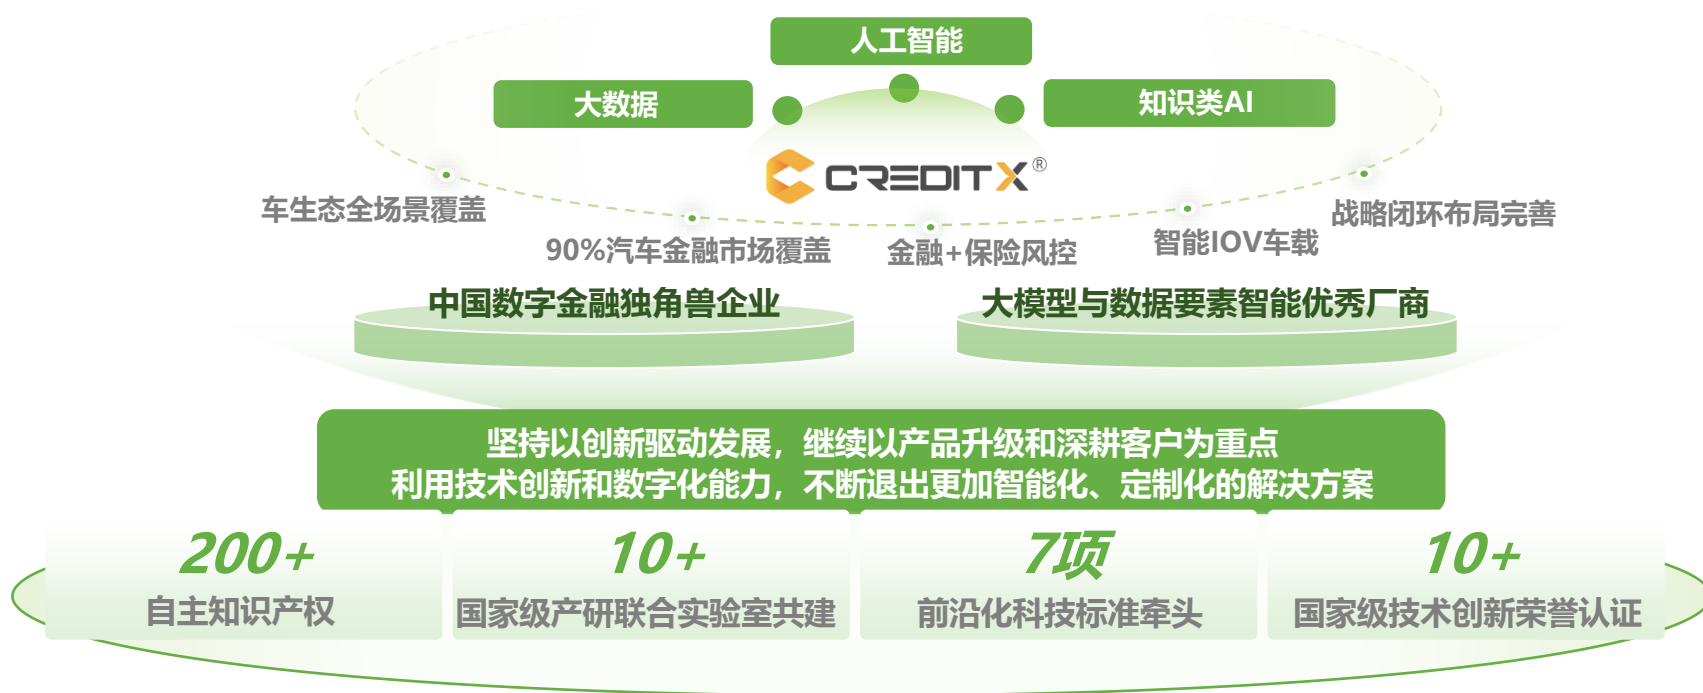 人工智能
大数据
知识类AI
CREDITX®
车生态全场景覆盖
90%汽车金融市场覆盖
金融+保险风控
智能IOV车载
战略闭环布局完善
中国数字金融独角兽企业
大模型与数据要素智能优秀厂商
坚持以创新驱动发展，继续以产品升级和深耕客户为重点
利用技术创新和数字化能力，不断退出更加智能化、定制化的解决方案
200+
自主知识产权
10+
国家级产研联合实验室共建
7项
前沿化科技标准牵头
10+
国家级技术创新荣誉认证